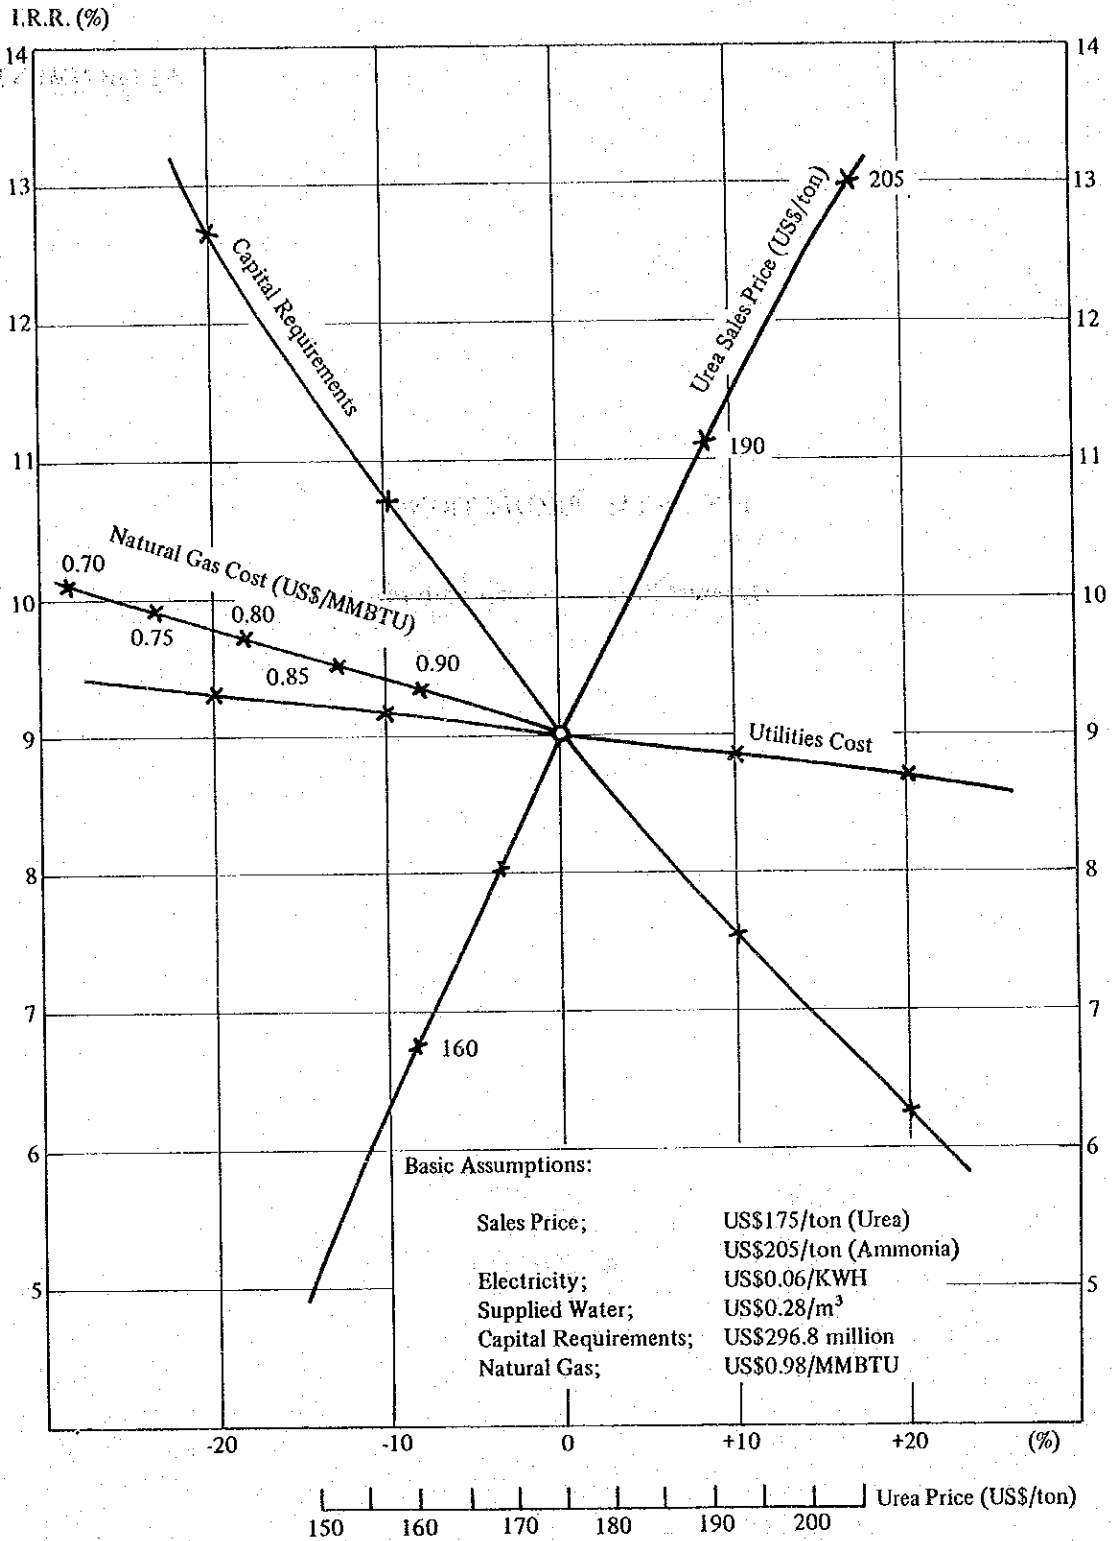 I.R.R. (%)
14
14
13
13
205
12
12
11
11
190
10
10
9
9
8
8
7
7
6
6
5
5
Capital Requirements
Urea Sales Price (US$/ton)
Natural Gas Cost (US$/MMBTU)
0.70
0.75
0.80
0.85
0.90
Utilities Cost
160
Basic Assumptions:
Sales Price; US$175/ton (Urea)
US$205/ton (Ammonia)
Electricity; US$0.06/KWH
Supplied Water; US$0.28/m³
Capital Requirements; US$296.8 million
Natural Gas; US$0.98/MMBTU
-20 -10 0 +10 +20 (%)
Urea Price (US$/ton)
150 160 170 180 190 200